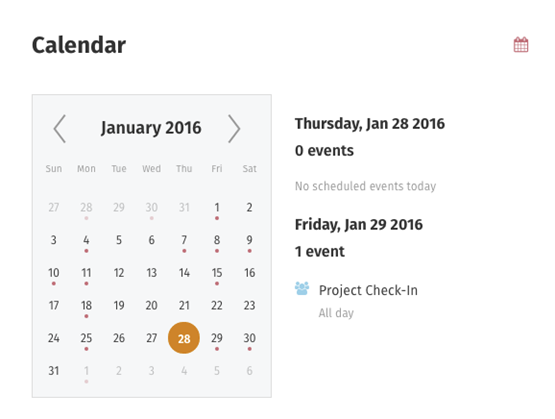 Calendar
January 2016
Sun Mon Tue Wed Thu Fri Sat
27 28 29 30 31 1 2
3 4 5 6 7 8 9
10 11 12 13 14 15 16
17 18 19 20 21 22 23
24 25 26 27 28 29 30
31 1 2 3 4 5 6
Thursday, Jan 28 2016
0 events
No scheduled events today
Friday, Jan 29 2016
1 event
Project Check-In
All day